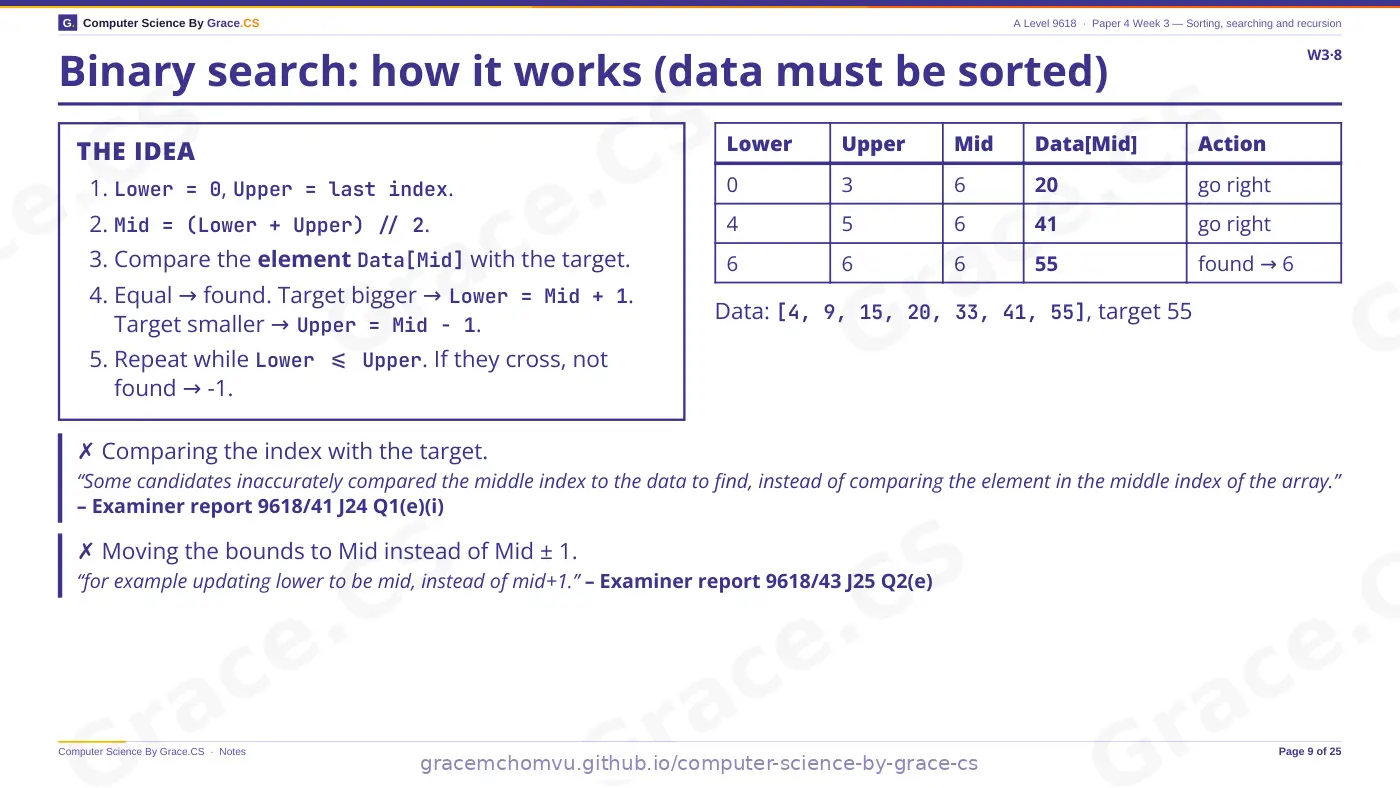 G. Computer Science By Grace.CS
A Level 9618 · Paper 4 Week 3 — Sorting, searching and recursion
Binary search: how it works (data must be sorted)
W3·8
THE IDEA
1. Lower = 0, Upper = last index.
2. Mid = (Lower + Upper) // 2.
3. Compare the element Data[Mid] with the target.
4. Equal → found. Target bigger → Lower = Mid + 1.
Target smaller → Upper = Mid - 1.
5. Repeat while Lower ⩽ Upper. If they cross, not
found → -1.
Lower Upper Mid Data[Mid] Action
0 3 6 20 go right
4 5 6 41 go right
6 6 6 55 found → 6
Data: [4, 9, 15, 20, 33, 41, 55], target 55
✗ Comparing the index with the target.
“Some candidates inaccurately compared the middle index to the data to find, instead of comparing the element in the middle index of the array.”
– Examiner report 9618/41 J24 Q1(e)(i)
✗ Moving the bounds to Mid instead of Mid ± 1.
“for example updating lower to be mid, instead of mid+1.” – Examiner report 9618/43 J25 Q2(e)
Computer Science By Grace.CS · Notes
Page 9 of 25
gracemchomvu.github.io/computer-science-by-grace-cs